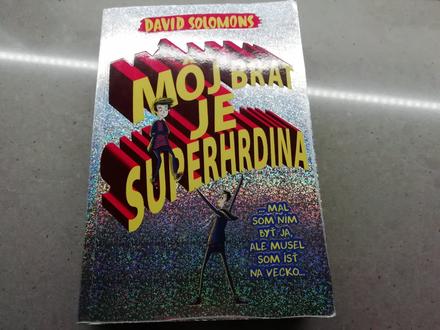 DAVID SOLOMONS
MÔJ BRAT
JE
SUPERHRDINA
... MAL
SOM NÍM
BYŤ JA,
ALE MUSEL
SOM ÍSŤ
NA VECKO...